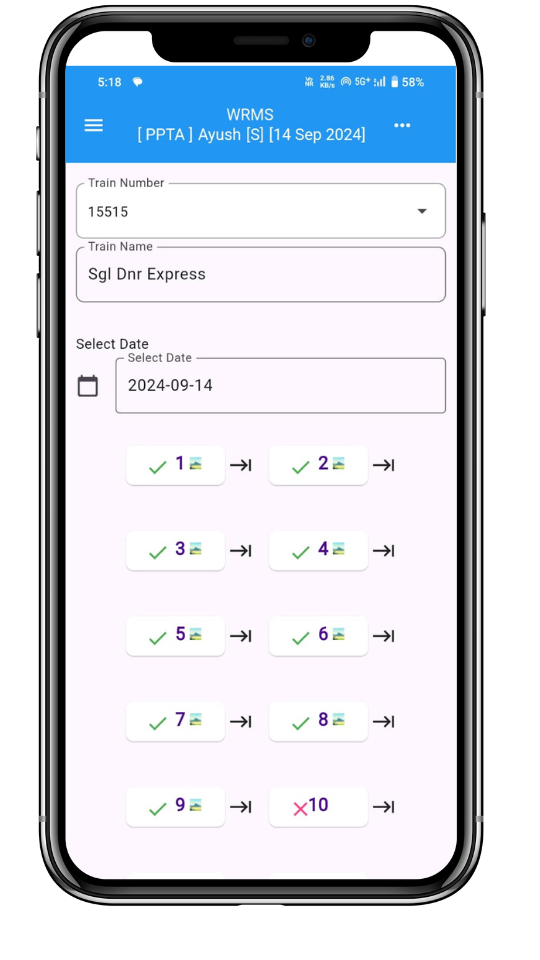 5:18 Vo NR 2.86 KB/s 5G+ 58%
WRMS
[ PPTA ] Ayush [S] [14 Sep 2024]
Train Number
15515
Train Name
Sgl Dnr Express
Select Date
Select Date
2024-09-14
1 2
3 4
5 6
7 8
9 10